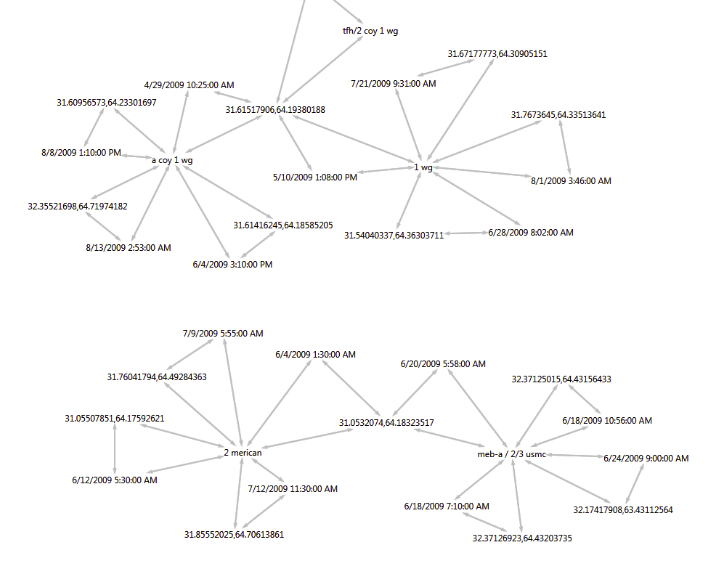 tfh/2 coy 1 wg
31.67177773,64.30905151
4/29/2009 10:25:00 AM
7/21/2009 9:31:00 AM
31.60956573,64.23301697
31.61517906,64.19380188
31.7673645,64.33513641
8/8/2009 1:10:00 PM
a coy 1 wg
1 wg
5/10/2009 1:08:00 PM
8/1/2009 3:46:00 AM
32.35521698,64.71974182
31.61416245,64.18585205
31.54040337,64.36303711
6/28/2009 8:02:00 AM
8/13/2009 2:53:00 AM
6/4/2009 3:10:00 PM
7/9/2009 5:55:00 AM
6/4/2009 1:30:00 AM
6/20/2009 5:58:00 AM
31.76041794,64.49284363
32.37125015,64.43156433
31.05507851,64.17592621
31.0532074,64.18323517
6/18/2009 10:56:00 AM
2 merican
meb-a / 2/3 usmc
6/24/2009 9:00:00 AM
6/12/2009 5:30:00 AM
7/12/2009 11:30:00 AM
6/18/2009 7:10:00 AM
32.17417908,63.43112564
31.85552025,64.70613861
32.37126923,64.43203735